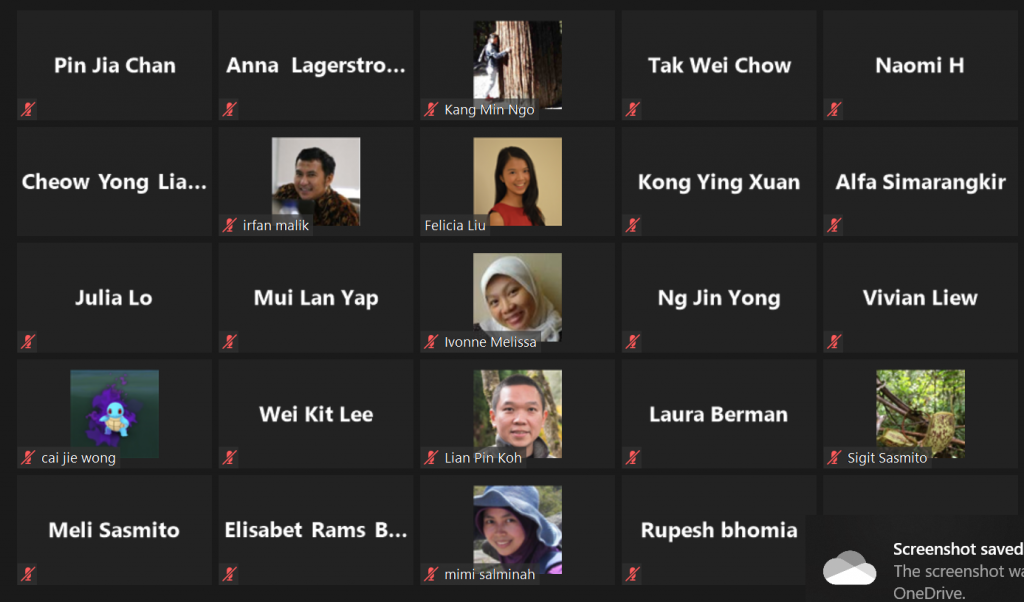 Pin Jia Chan
Anna Lagerstro...
Kang Min Ngo
Tak Wei Chow
Naomi H
Cheow Yong Lia...
irfan malik
Felicia Liu
Kong Ying Xuan
Alfa Simarangkir
Julia Lo
Mui Lan Yap
Ivonne Melissa
Ng Jin Yong
Vivian Liew
cai jie wong
Wei Kit Lee
Lian Pin Koh
Laura Berman
Sigit Sasmito
Meli Sasmito
Elisabet Rams B...
mimi salminah
Rupesh bhomia
Screenshot saved
The screenshot wa
OneDrive.